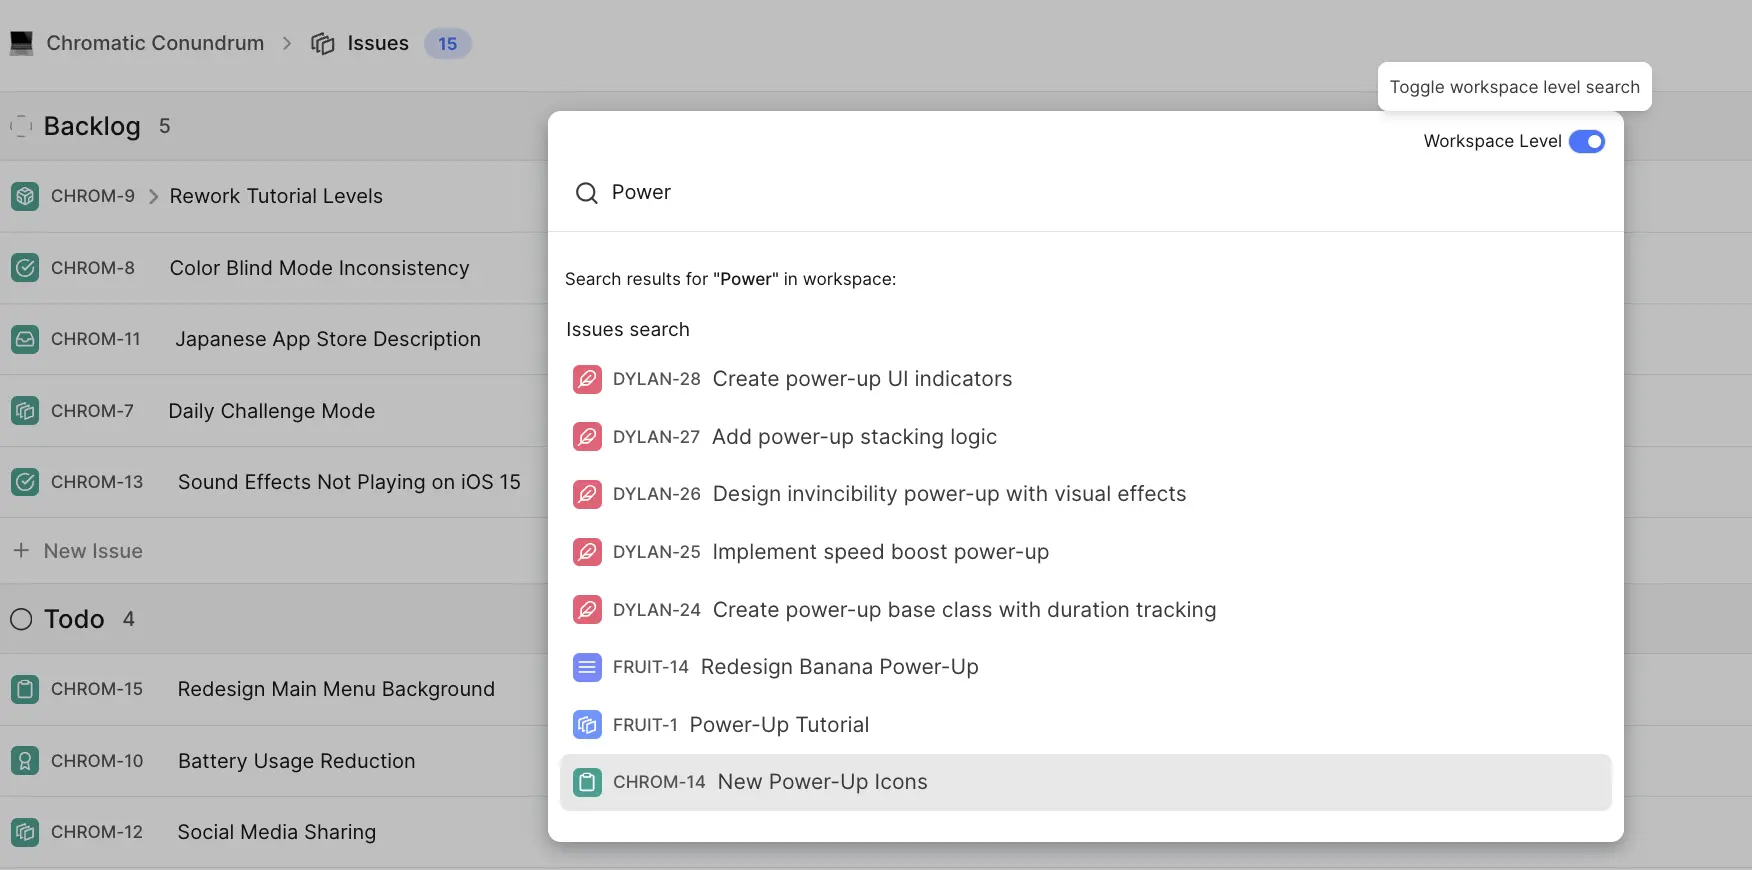 Chromatic Conundrum > Issues 15
Toggle workspace level search
Backlog 5
Workspace Level
CHROM-9 > Rework Tutorial Levels
Power
CHROM-8 Color Blind Mode Inconsistency
CHROM-11 Japanese App Store Description
CHROM-7 Daily Challenge Mode
CHROM-13 Sound Effects Not Playing on iOS 15
+ New Issue
Todo 4
CHROM-15 Redesign Main Menu Background
CHROM-10 Battery Usage Reduction
CHROM-12 Social Media Sharing
Search results for "Power" in workspace:
Issues search
DYLAN-28 Create power-up UI indicators
DYLAN-27 Add power-up stacking logic
DYLAN-26 Design invincibility power-up with visual effects
DYLAN-25 Implement speed boost power-up
DYLAN-24 Create power-up base class with duration tracking
FRUIT-14 Redesign Banana Power-Up
FRUIT-1 Power-Up Tutorial
CHROM-14 New Power-Up Icons